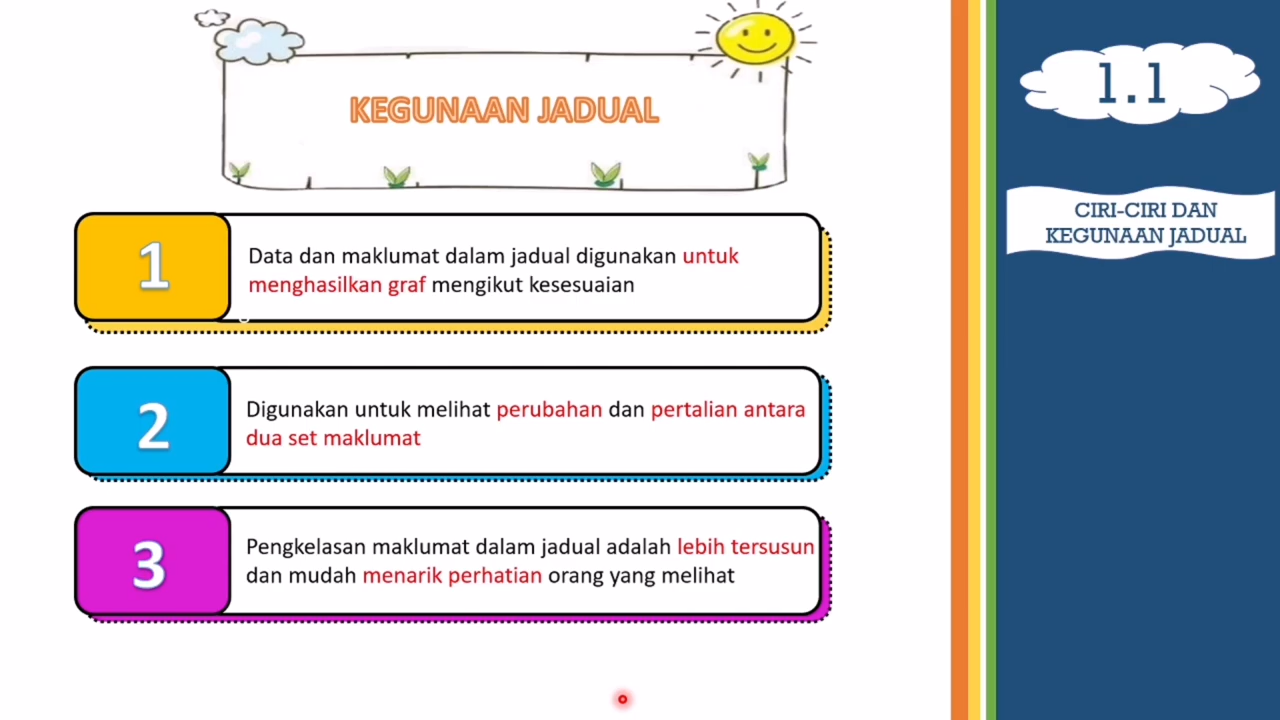 KEGUNAAN JADUAL
1.1
CIRI-CIRI DAN
KEGUNAAN JADUAL
1
Data dan maklumat dalam jadual digunakan untuk
menghasilkan graf mengikut kesesuaian
2
Digunakan untuk melihat perubahan dan pertalian antara
dua set maklumat
3
Pengkelasan maklumat dalam jadual adalah lebih tersusun
dan mudah menarik perhatian orang yang melihat